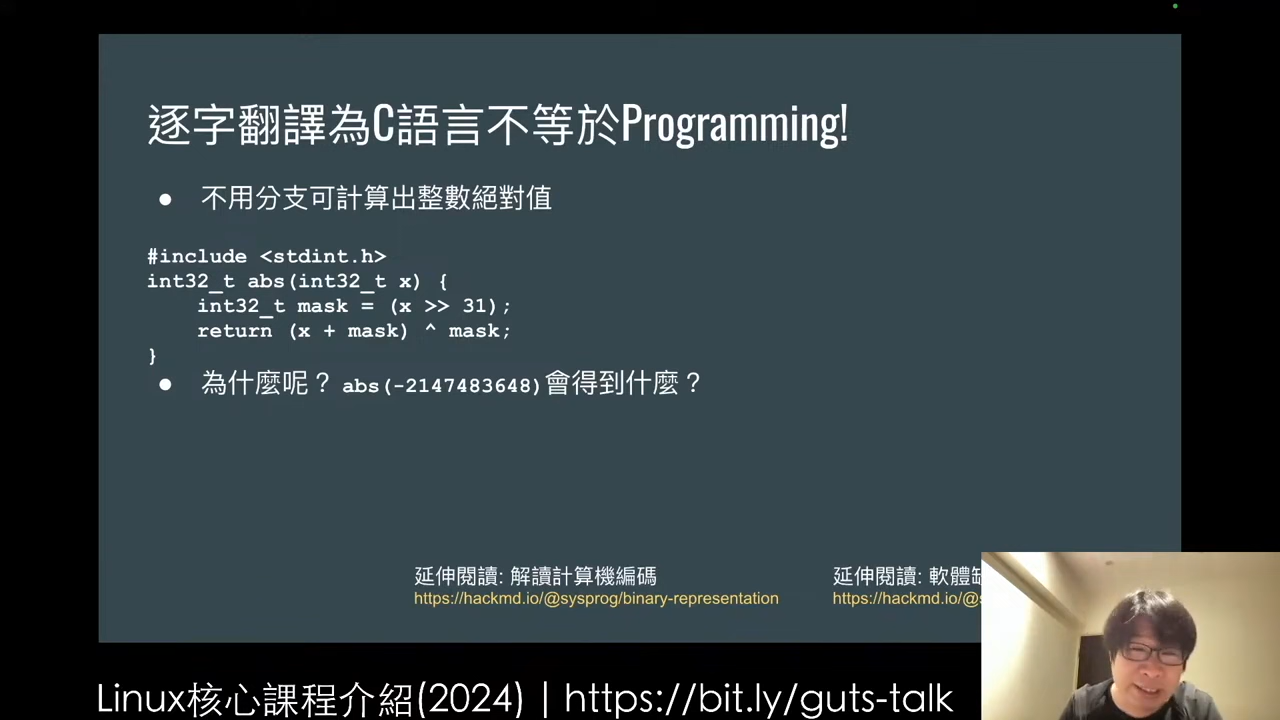 逐字翻譯為C語言不等於Programming!
● 不用分支可計算出整數絕對值
#include <stdint.h>
int32_t abs(int32_t x) {
    int32_t mask = (x >> 31);
    return (x + mask) ^ mask;
}
● 為什麼呢？ abs(-2147483648)會得到什麼？
延伸閱讀: 解讀計算機編碼
https://hackmd.io/@sysprog/binary-representation
延伸閱讀: 軟體
https://hackmd.io/@
Linux核心課程介紹(2024) | https://bit.ly/guts-talk